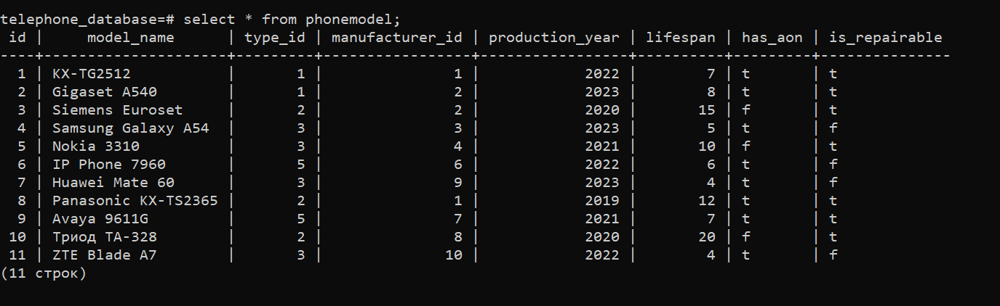 telephone_database=# select * from phonemodel;
 id |     model_name      | type_id | manufacturer_id | production_year | lifespan | has_aon | is_repairable
----+---------------------+---------+-----------------+-----------------+----------+---------+---------------
  1 | KX-TG2512           |       1 |               1 |            2022 |        7 | t       | t
  2 | Gigaset A540        |       1 |               2 |            2023 |        8 | t       | t
  3 | Siemens Euroset     |       2 |               2 |            2020 |       15 | f       | t
  4 | Samsung Galaxy A54  |       3 |               3 |            2023 |        5 | t       | f
  5 | Nokia 3310          |       3 |               4 |            2021 |       10 | f       | t
  6 | IP Phone 7960       |       5 |               6 |            2022 |        6 | t       | f
  7 | Huawei Mate 60      |       3 |               9 |            2023 |        4 | t       | f
  8 | Panasonic KX-TS2365 |       2 |               1 |            2019 |       12 | t       | t
  9 | Avaya 9611G         |       5 |               7 |            2021 |        7 | t       | t
 10 | Триод ТА-328        |       2 |               8 |            2020 |       20 | f       | t
 11 | ZTE Blade A7        |       3 |              10 |            2022 |        4 | t       | f
(11 строк)